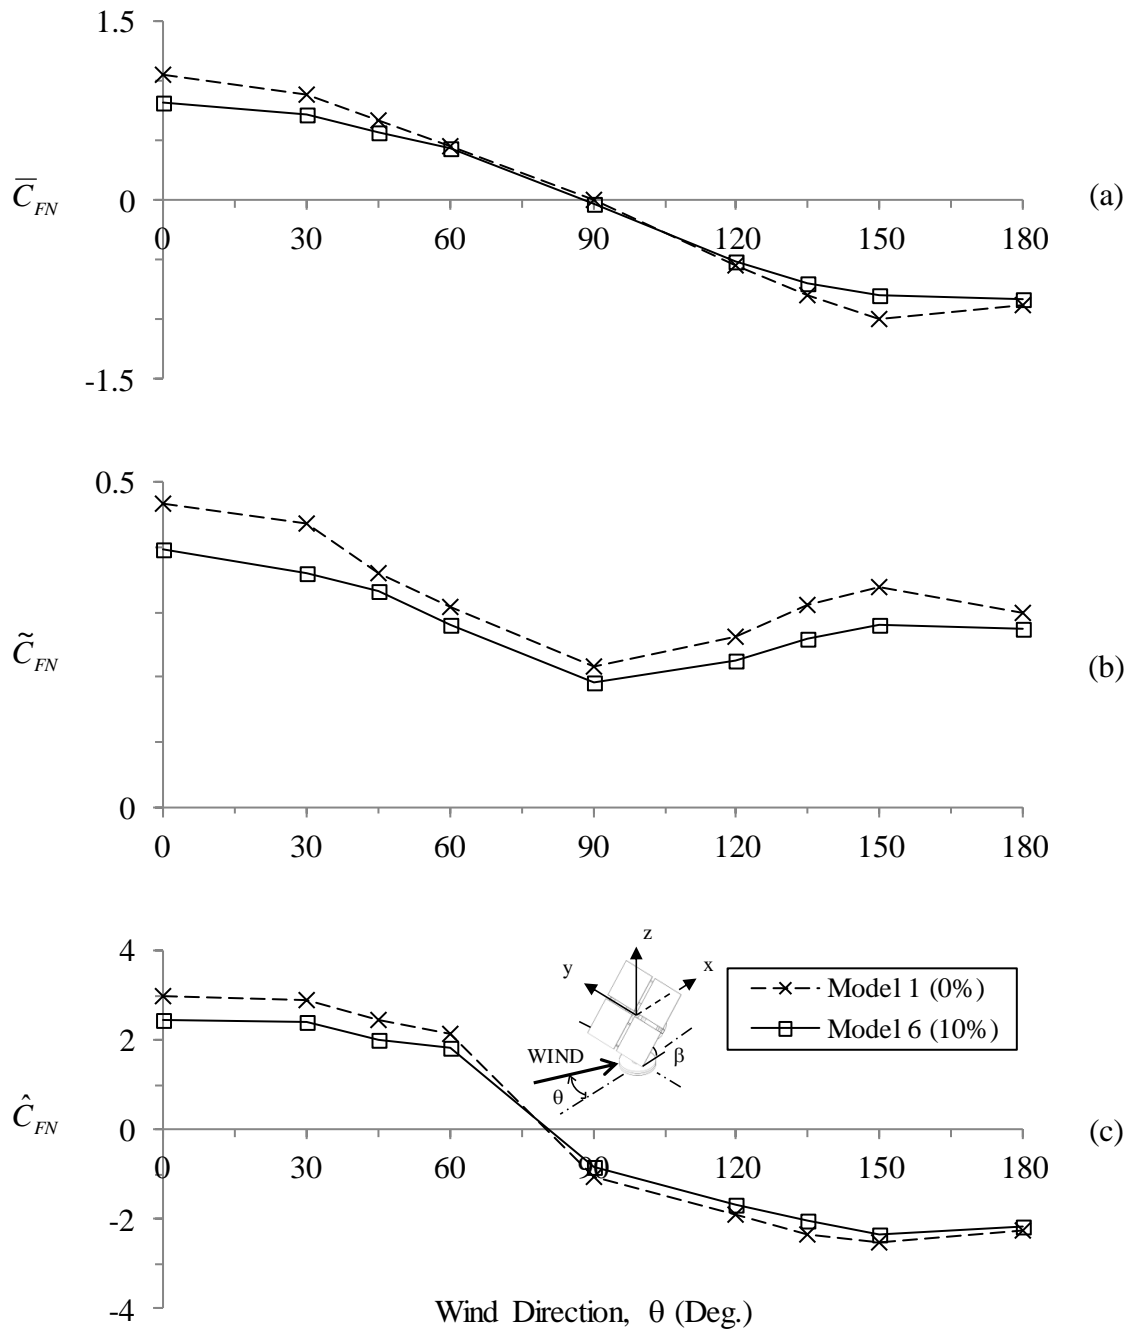 1.5
0
-1.5
C̅FN
0 30 60 90 120 150 180
(a)
0.5
0
C̃FN
0 30 60 90 120 150 180
(b)
4
2
0
-2
-4
ĈFN
0 30 60 90 120 150 180
(c)
z
y
x
WIND
θ
β
Model 1 (0%)
Model 6 (10%)
Wind Direction, θ (Deg.)